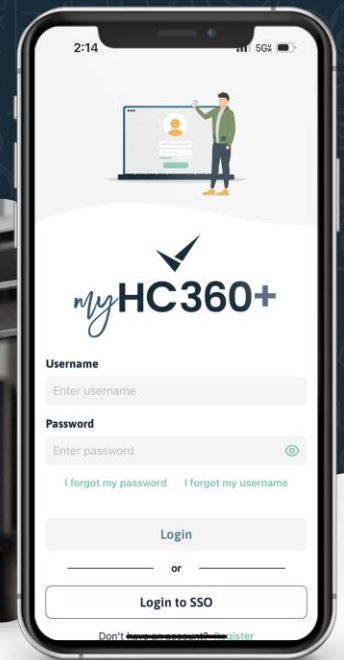 2:14 5G
myHC360+
Username
Enter username
Password
Enter password
I forgot my password I forgot my username
Login
or
Login to SSO
Don't have an account? Register